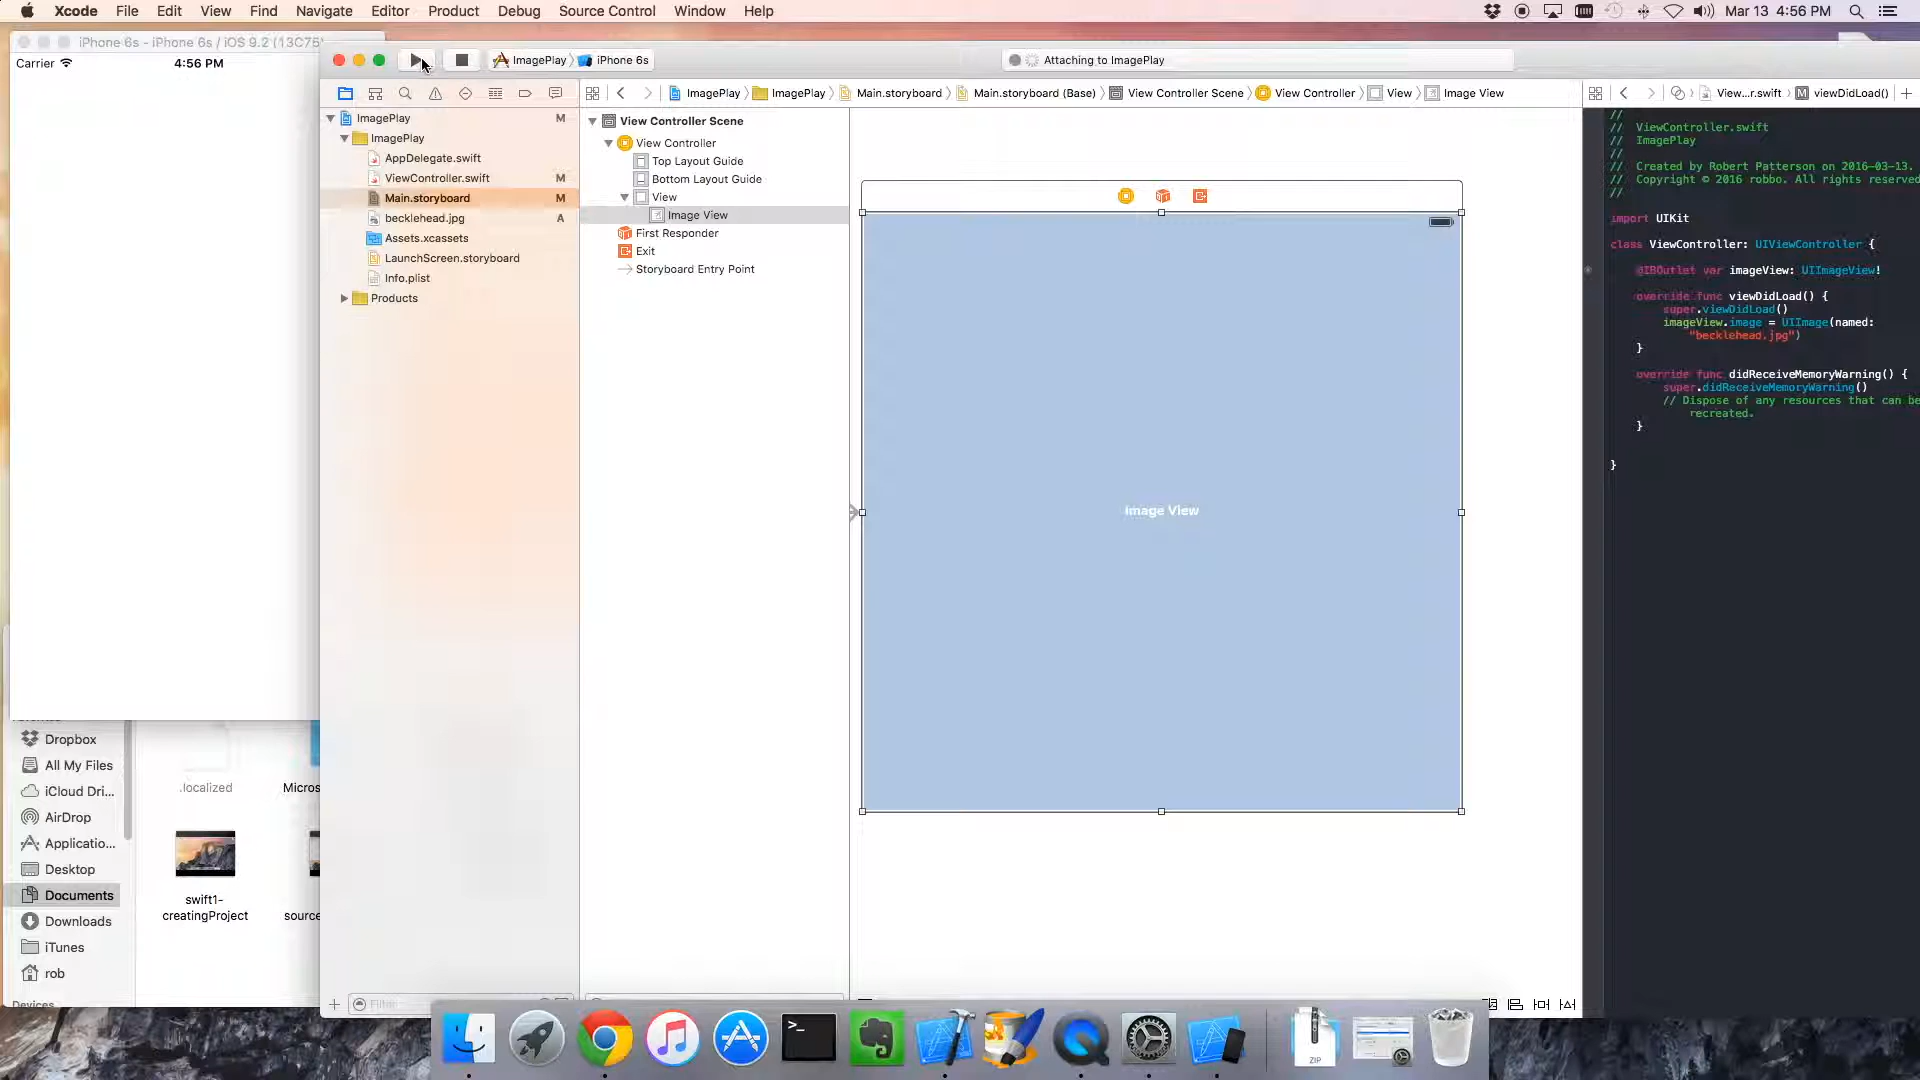 Xcode File Edit View Find Navigate Editor Product Debug Source Control Window Help
Mar 13 4:56 PM
iPhone 6s - iPhone 6s / iOS 9.2 (13C75)
Carrier
4:56 PM
ImagePlay
iPhone 6s
Attaching to ImagePlay
ImagePlay
ImagePlay
Main.storyboard
Main.storyboard (Base)
View Controller Scene
View Controller
View
Image View
View...r.swift
viewDidLoad()
ImagePlay M
ImagePlay
AppDelegate.swift
ViewController.swift M
Main.storyboard M
becklehead.jpg A
Assets.xcassets
LaunchScreen.storyboard
Info.plist
Products
View Controller Scene
View Controller
Top Layout Guide
Bottom Layout Guide
View
Image View
First Responder
Exit
Storyboard Entry Point
Image View
//
// ViewController.swift
// ImagePlay
//
// Created by Robert Patterson on 2016-03-13.
// Copyright © 2016 robbo. All rights reserved
//
import UIKit
class ViewController: UIViewController {
@IBOutlet var imageView: UIImageView!
override func viewDidLoad() {
super.viewDidLoad()
imageView.image = UIImage(named:
"becklehead.jpg")
}
override func didReceiveMemoryWarning() {
super.didReceiveMemoryWarning()
// Dispose of any resources that can be
recreated.
}
}
Dropbox
All My Files
iCloud Dri...
AirDrop
Applicatio...
Desktop
Documents
Downloads
iTunes
rob
Devices
.localized
Micros
swift1-
creatingProject
source
Filter
ZIP